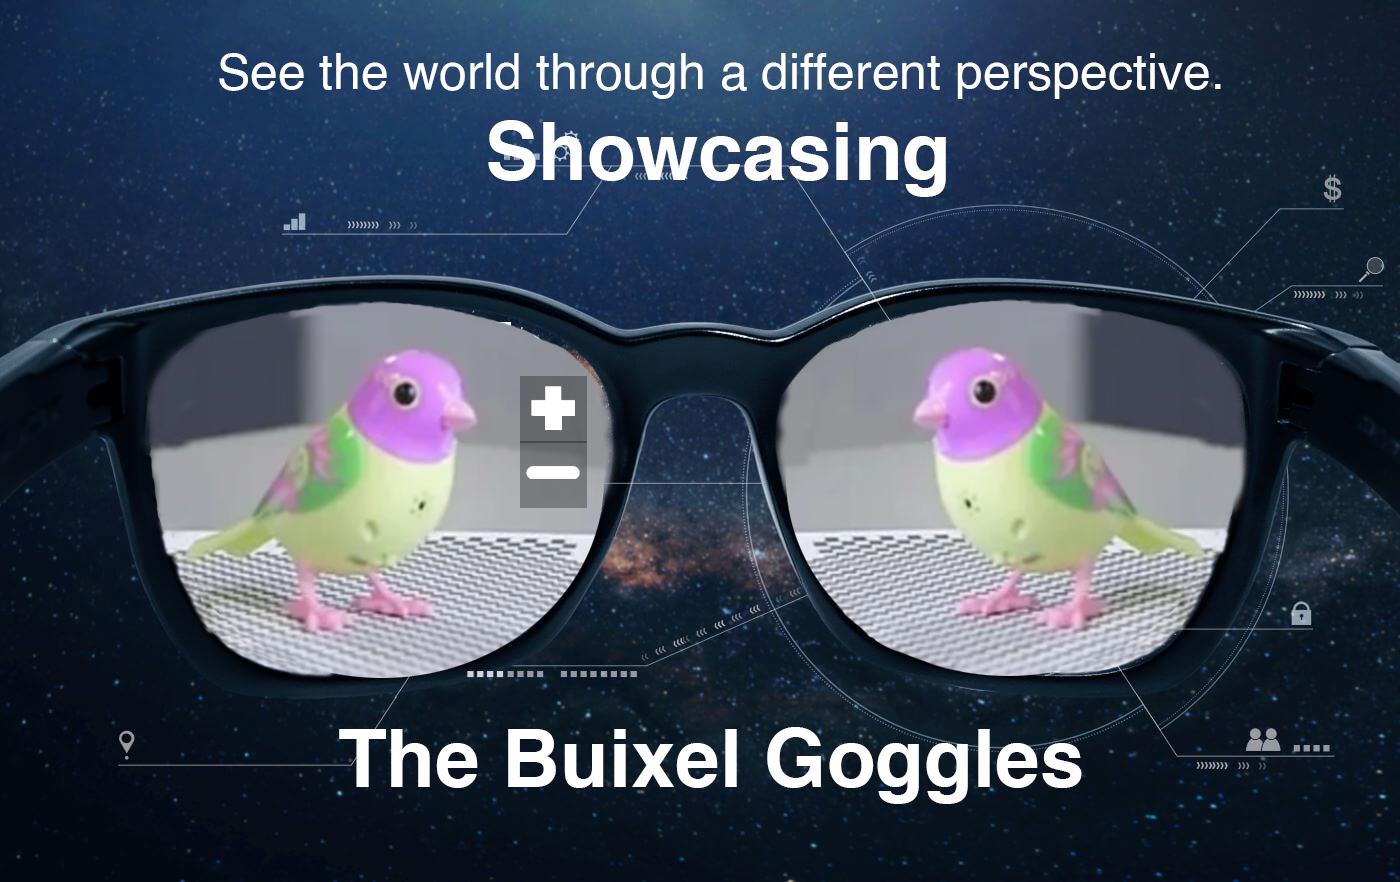 See the world through a different perspective.
Showcasing
$
The Buixel Goggles